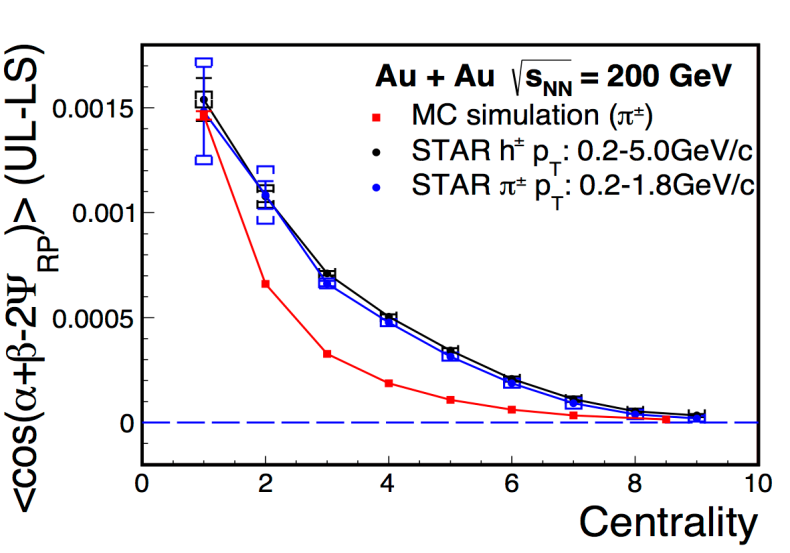 Au + Au √sNN = 200 GeV
MC simulation (π±)
STAR h± pT: 0.2-5.0GeV/c
STAR π± pT: 0.2-1.8GeV/c
<cos(α+β-2ΨRP)> (UL-LS)
0.0015
0.001
0.0005
0
0 2 4 6 8 10
Centrality